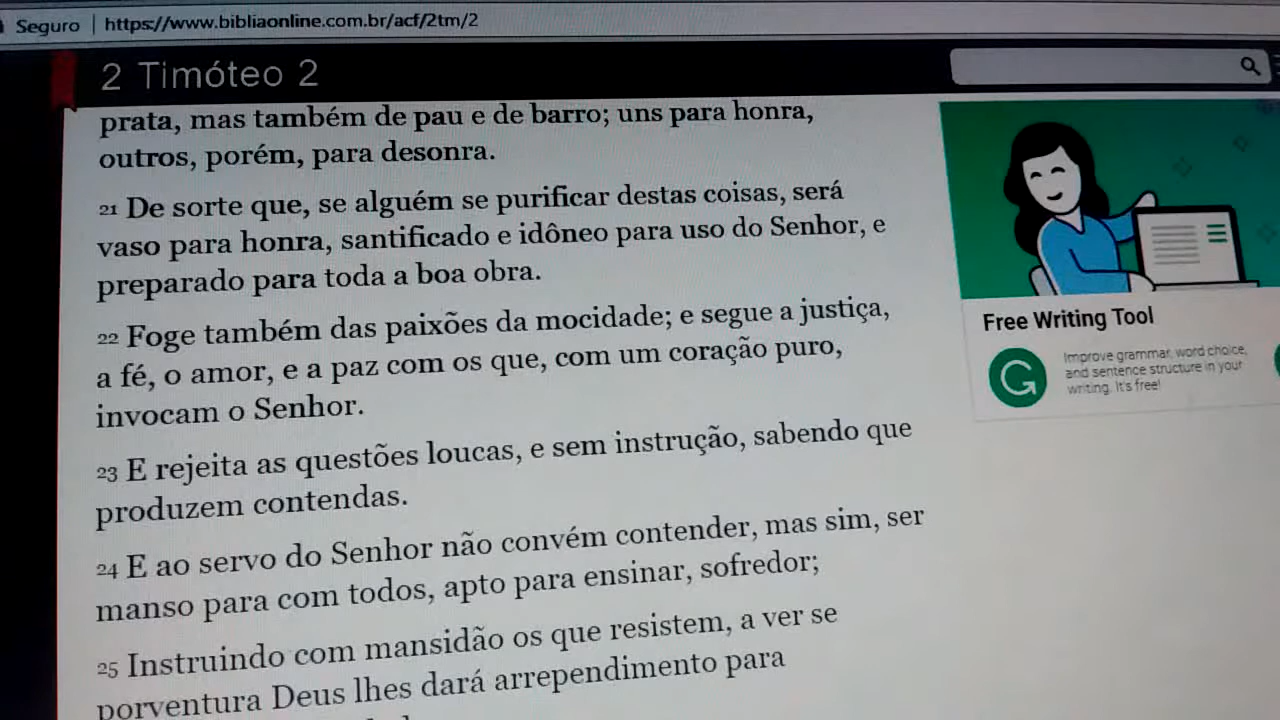 Seguro | https://www.bibliaonline.com.br/acf/2tm/2
2 Timóteo 2
prata, mas também de pau e de barro; uns para honra,
outros, porém, para desonra.
21 De sorte que, se alguém se purificar destas coisas, será
vaso para honra, santificado e idôneo para uso do Senhor, e
preparado para toda a boa obra.
22 Foge também das paixões da mocidade; e segue a justiça,
a fé, o amor, e a paz com os que, com um coração puro,
invocam o Senhor.
23 E rejeita as questões loucas, e sem instrução, sabendo que
produzem contendas.
24 E ao servo do Senhor não convém contender, mas sim, ser
manso para com todos, apto para ensinar, sofredor;
25 Instruindo com mansidão os que resistem, a ver se
porventura Deus lhes dará arrependimento para
Free Writing Tool
Improve grammar, word choice,
and sentence structure in your
writing. It's free!